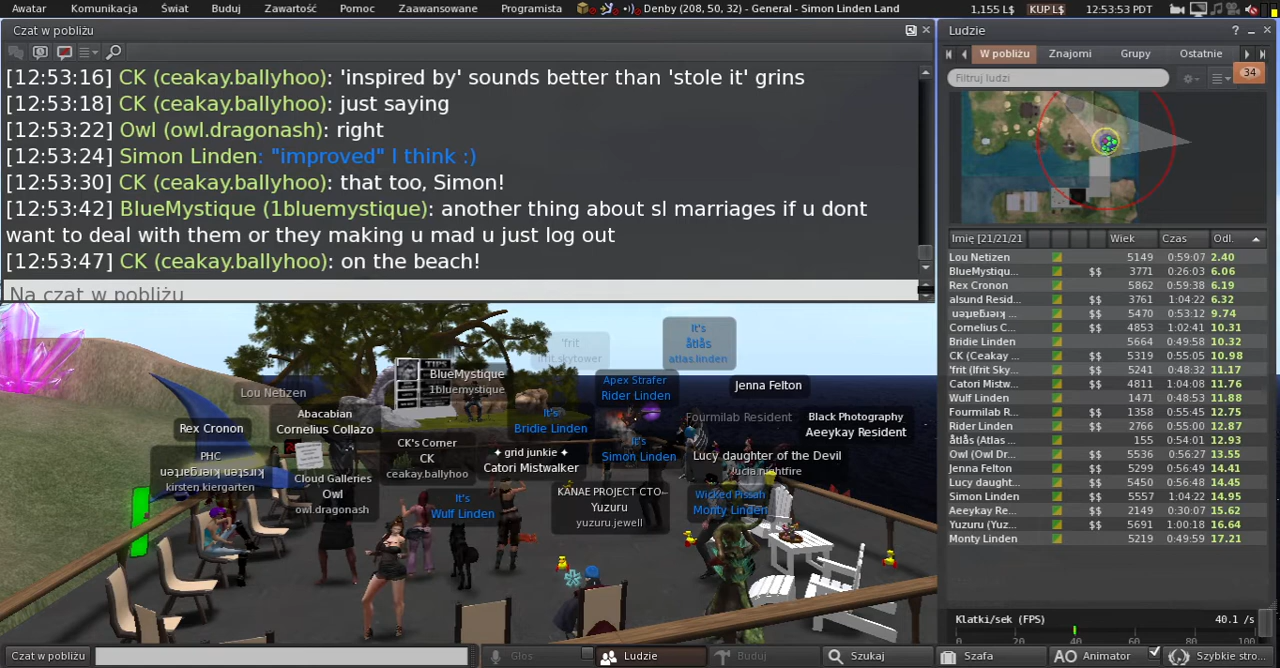 Awatar Komunikacja Świat Buduj Zawartość Pomoc Zaawansowane Programista Denby (208, 50, 32) - General - Simon Linden Land 1,155 L$ KUP L$ 12:53:53 PDT
Czat w pobliżu
[12:53:16] CK (ceakay.ballyhoo): 'inspired by' sounds better than 'stole it' grins
[12:53:18] CK (ceakay.ballyhoo): just saying
[12:53:22] Owl (owl.dragonash): right
[12:53:24] Simon Linden: "improved" I think :)
[12:53:30] CK (ceakay.ballyhoo): that too, Simon!
[12:53:42] BlueMystique (1bluemystique): another thing about sl marriages if u dont
want to deal with them or they making u mad u just log out
[12:53:47] CK (ceakay.ballyhoo): on the beach!
Na czat w pobliżu
Ludzie
W pobliżu Znajomi Grupy Ostatnie
Filtruj ludzi
34
Imię [21/21/21 Wiek Czas Odl.
Lou Netizen 5149 0:59:07 2.40
BlueMystiqu... $$ 3771 0:26:03 6.06
Rex Cronon 5862 0:59:38 6.19
alsund Resid... $$ 3761 1:04:22 6.32
$$ 5470 0:53:12 9.74
Cornelius C... $$ 4853 1:02:41 10.31
Bridie Linden 5664 0:49:58 10.32
CK (Ceakay ... $$ 5319 0:55:05 10.98
'frit (Ifrit Sky... $$ 5241 0:48:32 11.17
Catori Mistw... $$ 4811 1:04:08 11.76
Wulf Linden 1471 0:48:53 11.88
Fourmilab R... $$ 1358 0:55:45 12.75
Rider Linden $$ 2766 0:55:00 12.87
åtlås (Atlas ... 155 0:54:01 12.93
Owl (Owl Dr... $$ 5536 0:56:27 13.55
Jenna Felton $$ 5299 0:56:49 14.41
Lucy daught... $$ 5450 0:56:48 14.45
Simon Linden $$ 5557 1:04:22 14.95
Aeeykay Re... $$ 2149 0:30:07 15.62
Yuzuru (Yuz... $$ 5691 1:00:18 16.64
Monty Linden 5219 0:49:59 17.21
Klatki/sek (FPS) 40.1 /s
0 20 40 60 80 100
'frit
ifrit.skytower
It's
åtlås
atlas.linden
TIPS
BlueMystique
1bluemystique
Lou Netizen
Apex Strafer
Rider Linden
Jenna Felton
Abacabian
Cornelius Collazo
Rex Cronon
It's
Bridie Linden
Fourmilab Resident
Black Photography
Aeeykay Resident
CK's Corner
CK
ceakay.ballyhoo
It's
Simon Linden
✦ grid junkie ✦
Catori Mistwalker
Lucy daughter of the Devil
PHC
kirsten.kiergarten
Cloud Galleries
Owl
owl.dragonash
It's
Wulf Linden
KANAE PROJECT CTO
Yuzuru
yuzuru.jewell
Wicked Pissah
Monty Linden
Czat w pobliżu Głos Ludzie Buduj Szukaj Szafa AO Animator Szybkie stro...